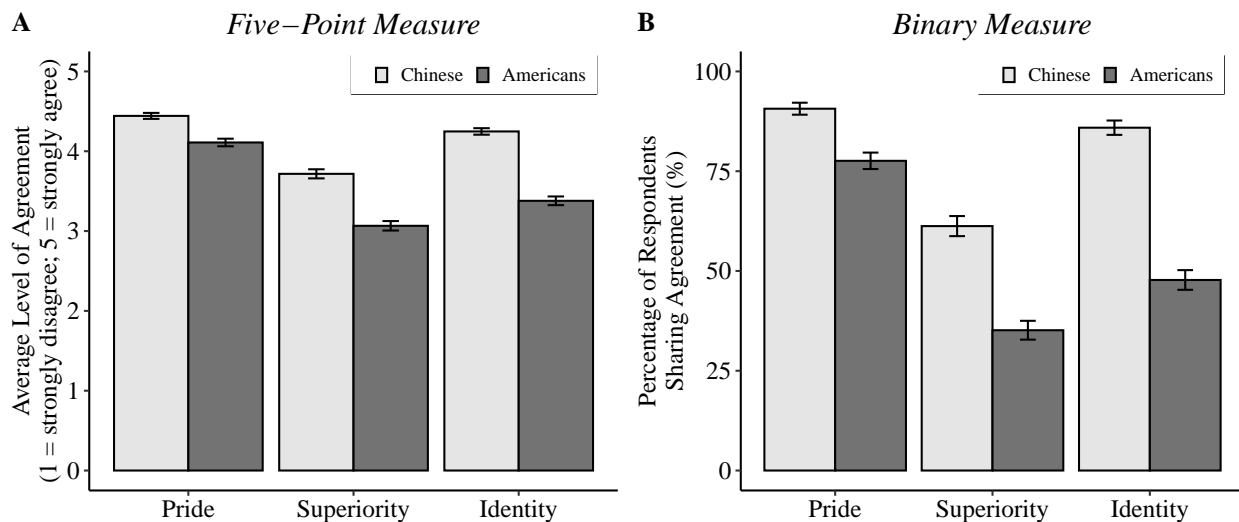 A
Five−Point Measure
Average Level of Agreement
(1 = strongly disagree; 5 = strongly agree)
5
4
3
2
1
0
Chinese
Americans
Pride
Superiority
Identity
B
Binary Measure
Percentage of Respondents
Sharing Agreement (%)
100
75
50
25
0
Chinese
Americans
Pride
Superiority
Identity